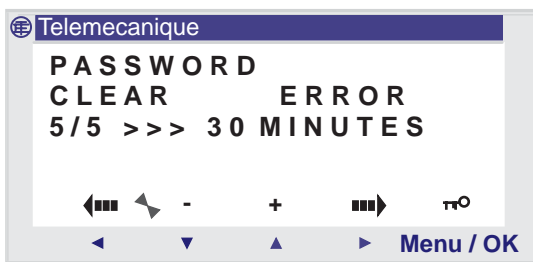 Telemecanique
PASSWORD
CLEAR ERROR
5/5 >>> 30 MINUTES
- +
Menu / OK